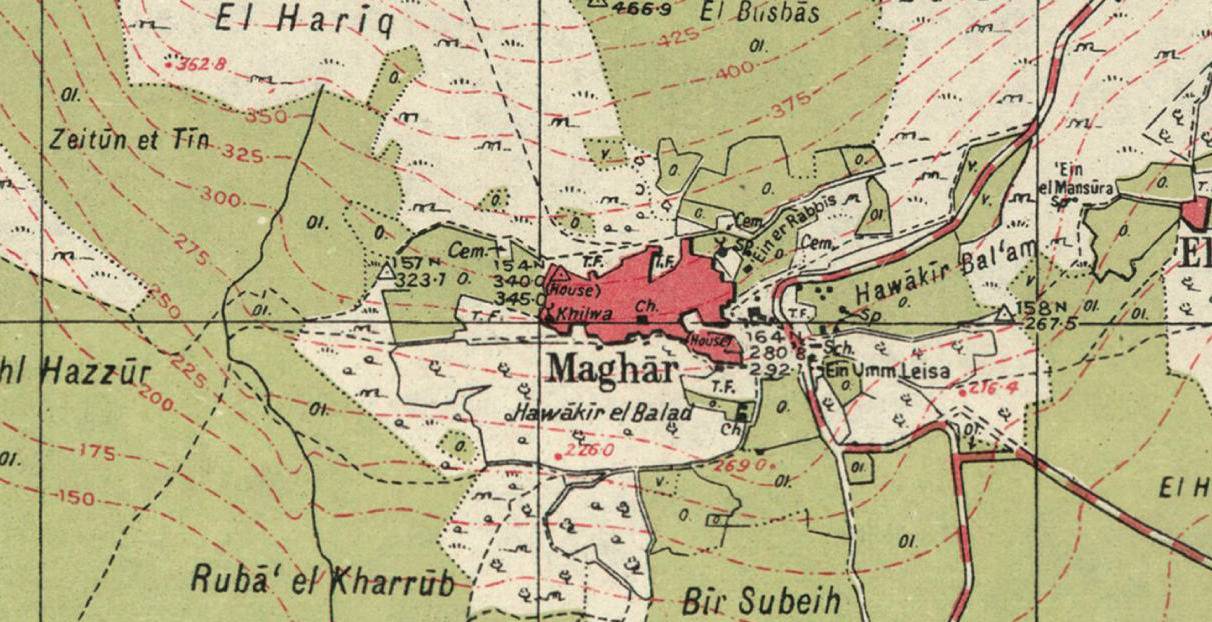 El Harīq
466·9
El Busbās
425
Ol.
362·8
O.
400
Ol.
375
350
Zeitūn et Tīn
325
V.
O.
O.
V.
'Ein
el Mansūra
Sp.
O.
300
O.
O.
V.
Ol.
O.
O.
O.
Cem.
'Ein er Rabbis
Ol.
O.
275
Cem.
Sp.
Cem.
El
157 N
323·7
154 N
340·0
345·0
T.F.
T.F.
O.
O.
Hawākīr Bal'am
250
(House)
O.
158 N
267·5
Ol.
Ol.
T.F.
Khilwa
Ch.
T.F.
Sp.
(House)
164
280·8
292·
Sch.
'Ein Umm Leisa
hl Hazzūr
225
Maghār
T.F.
O.
216·4
200
Ol.
Hawākīr el Balad
Ch.
O.
Ol.
Ol.
175
O.
226·0
269·0
Ol.
Ol.
150
V.
El H
O.
O.
Ol.
Rubā' el Kharrūb
Bīr Subeih